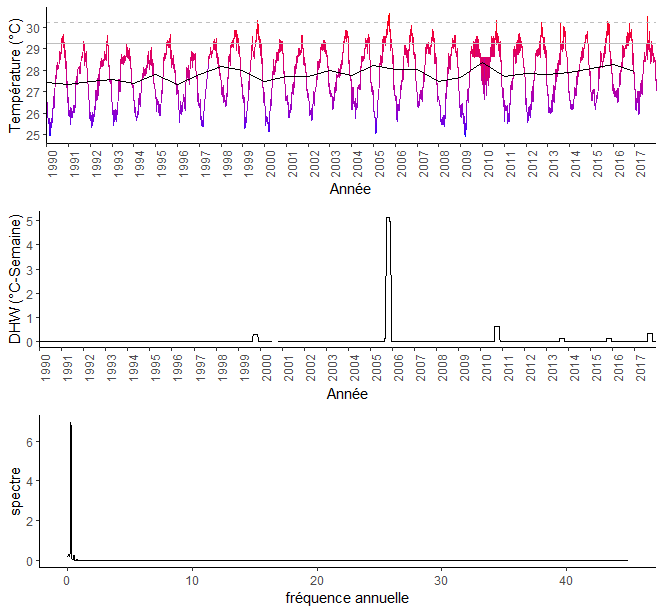 Température (°C)
30
29
28
27
26
25
1990 1991 1992 1993 1994 1995 1996 1997 1998 1999 2000 2001 2002 2003 2004 2005 2006 2007 2008 2009 2010 2011 2012 2013 2014 2015 2016 2017
Année
DHW (°C-Semaine)
5
4
3
2
1
0
1990 1991 1992 1993 1994 1995 1996 1997 1998 1999 2000 2001 2002 2003 2004 2005 2006 2007 2008 2009 2010 2011 2012 2013 2014 2015 2016 2017
Année
spectre
6
4
2
0
0 10 20 30 40
fréquence annuelle